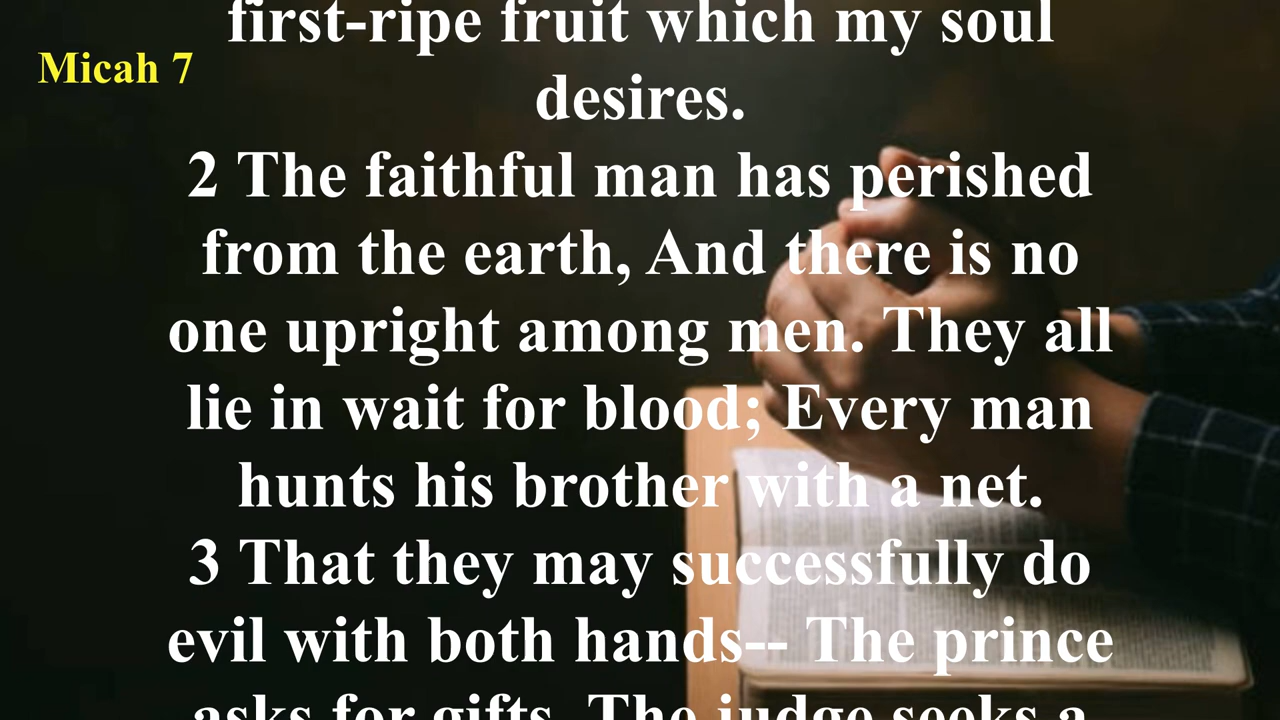 first-ripe fruit which my soul
Micah 7
desires.
2 The faithful man has perished
from the earth, And there is no
one upright among men. They all
lie in wait for blood; Every man
hunts his brother with a net.
3 That they may successfully do
evil with both hands-- The prince
asks for gifts, The judge seeks a